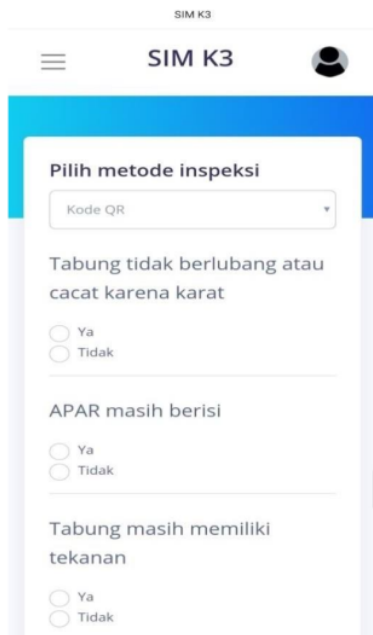 SIM K3
SIM K3
Pilih metode inspeksi
Kode QR
Tabung tidak berlubang atau
cacat karena karat
Ya
Tidak
APAR masih berisi
Ya
Tidak
Tabung masih memiliki
tekanan
Ya
Tidak